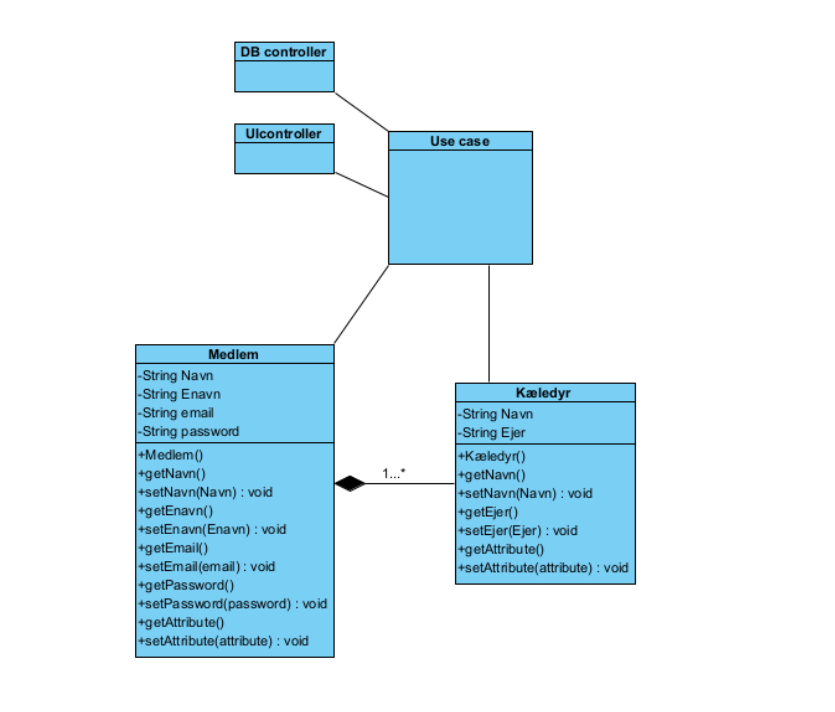 DB controller
UIcontroller
Use case
Medlem
-String Navn
-String Enavn
-String email
-String password
+Medlem()
+getNavn()
+setNavn(Navn) : void
+getEnavn()
+setEnavn(Enavn) : void
+getEmail()
+setEmail(email) : void
+getPassword()
+setPassword(password) : void
+getAttribute()
+setAttribute(attribute) : void
1...*
Kæledyr
-String Navn
-String Ejer
+Kæledyr()
+getNavn()
+setNavn(Navn) : void
+getEjer()
+setEjer(Ejer) : void
+getAttribute()
+setAttribute(attribute) : void